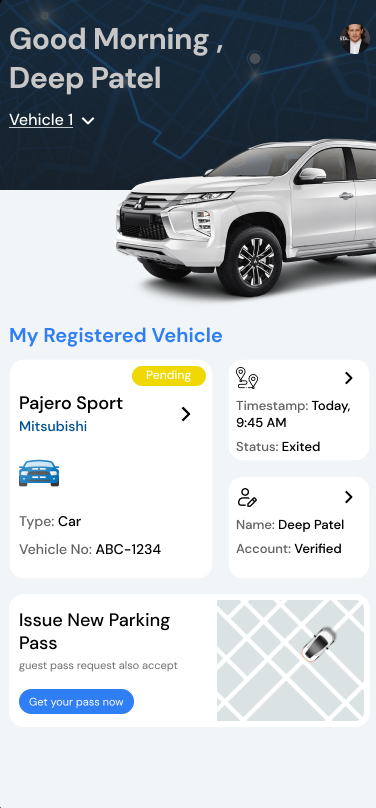 Good Morning ,
Deep Patel
Vehicle 1
My Registered Vehicle
Pending
Pajero Sport
Mitsubishi
Type: Car
Vehicle No: ABC-1234
Timestamp: Today,
9:45 AM
Status: Exited
Name: Deep Patel
Account: Verified
Issue New Parking
Pass
guest pass request also accept
Get your pass now